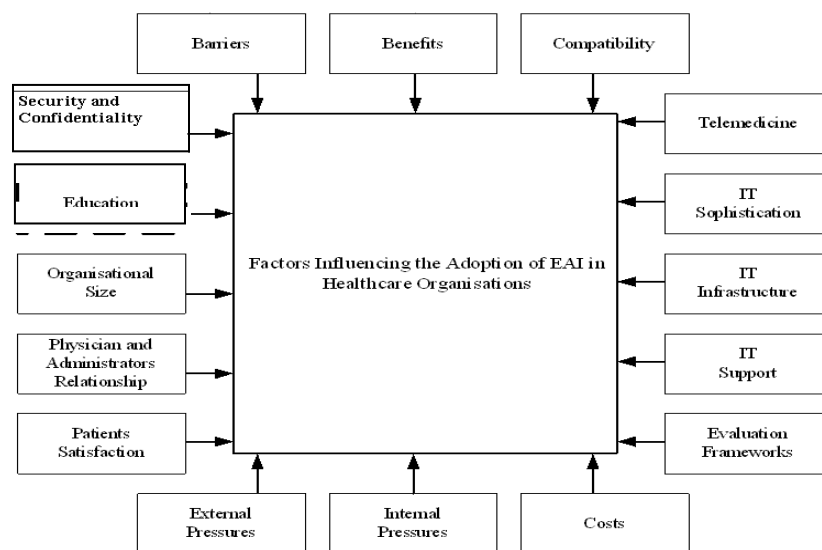 Barriers
Benefits
Compatibility
Security and
Confidentiality
Telemedicine
Education
IT
Sophistication
Factors Influencing the Adoption of EAI in
Healthcare Organisations
Organisational
Size
IT
Infrastructure
Physician and
Administrators
Relationship
IT
Support
Patients
Satisfaction
Evaluation
Frameworks
External
Pressures
Internal
Pressures
Costs